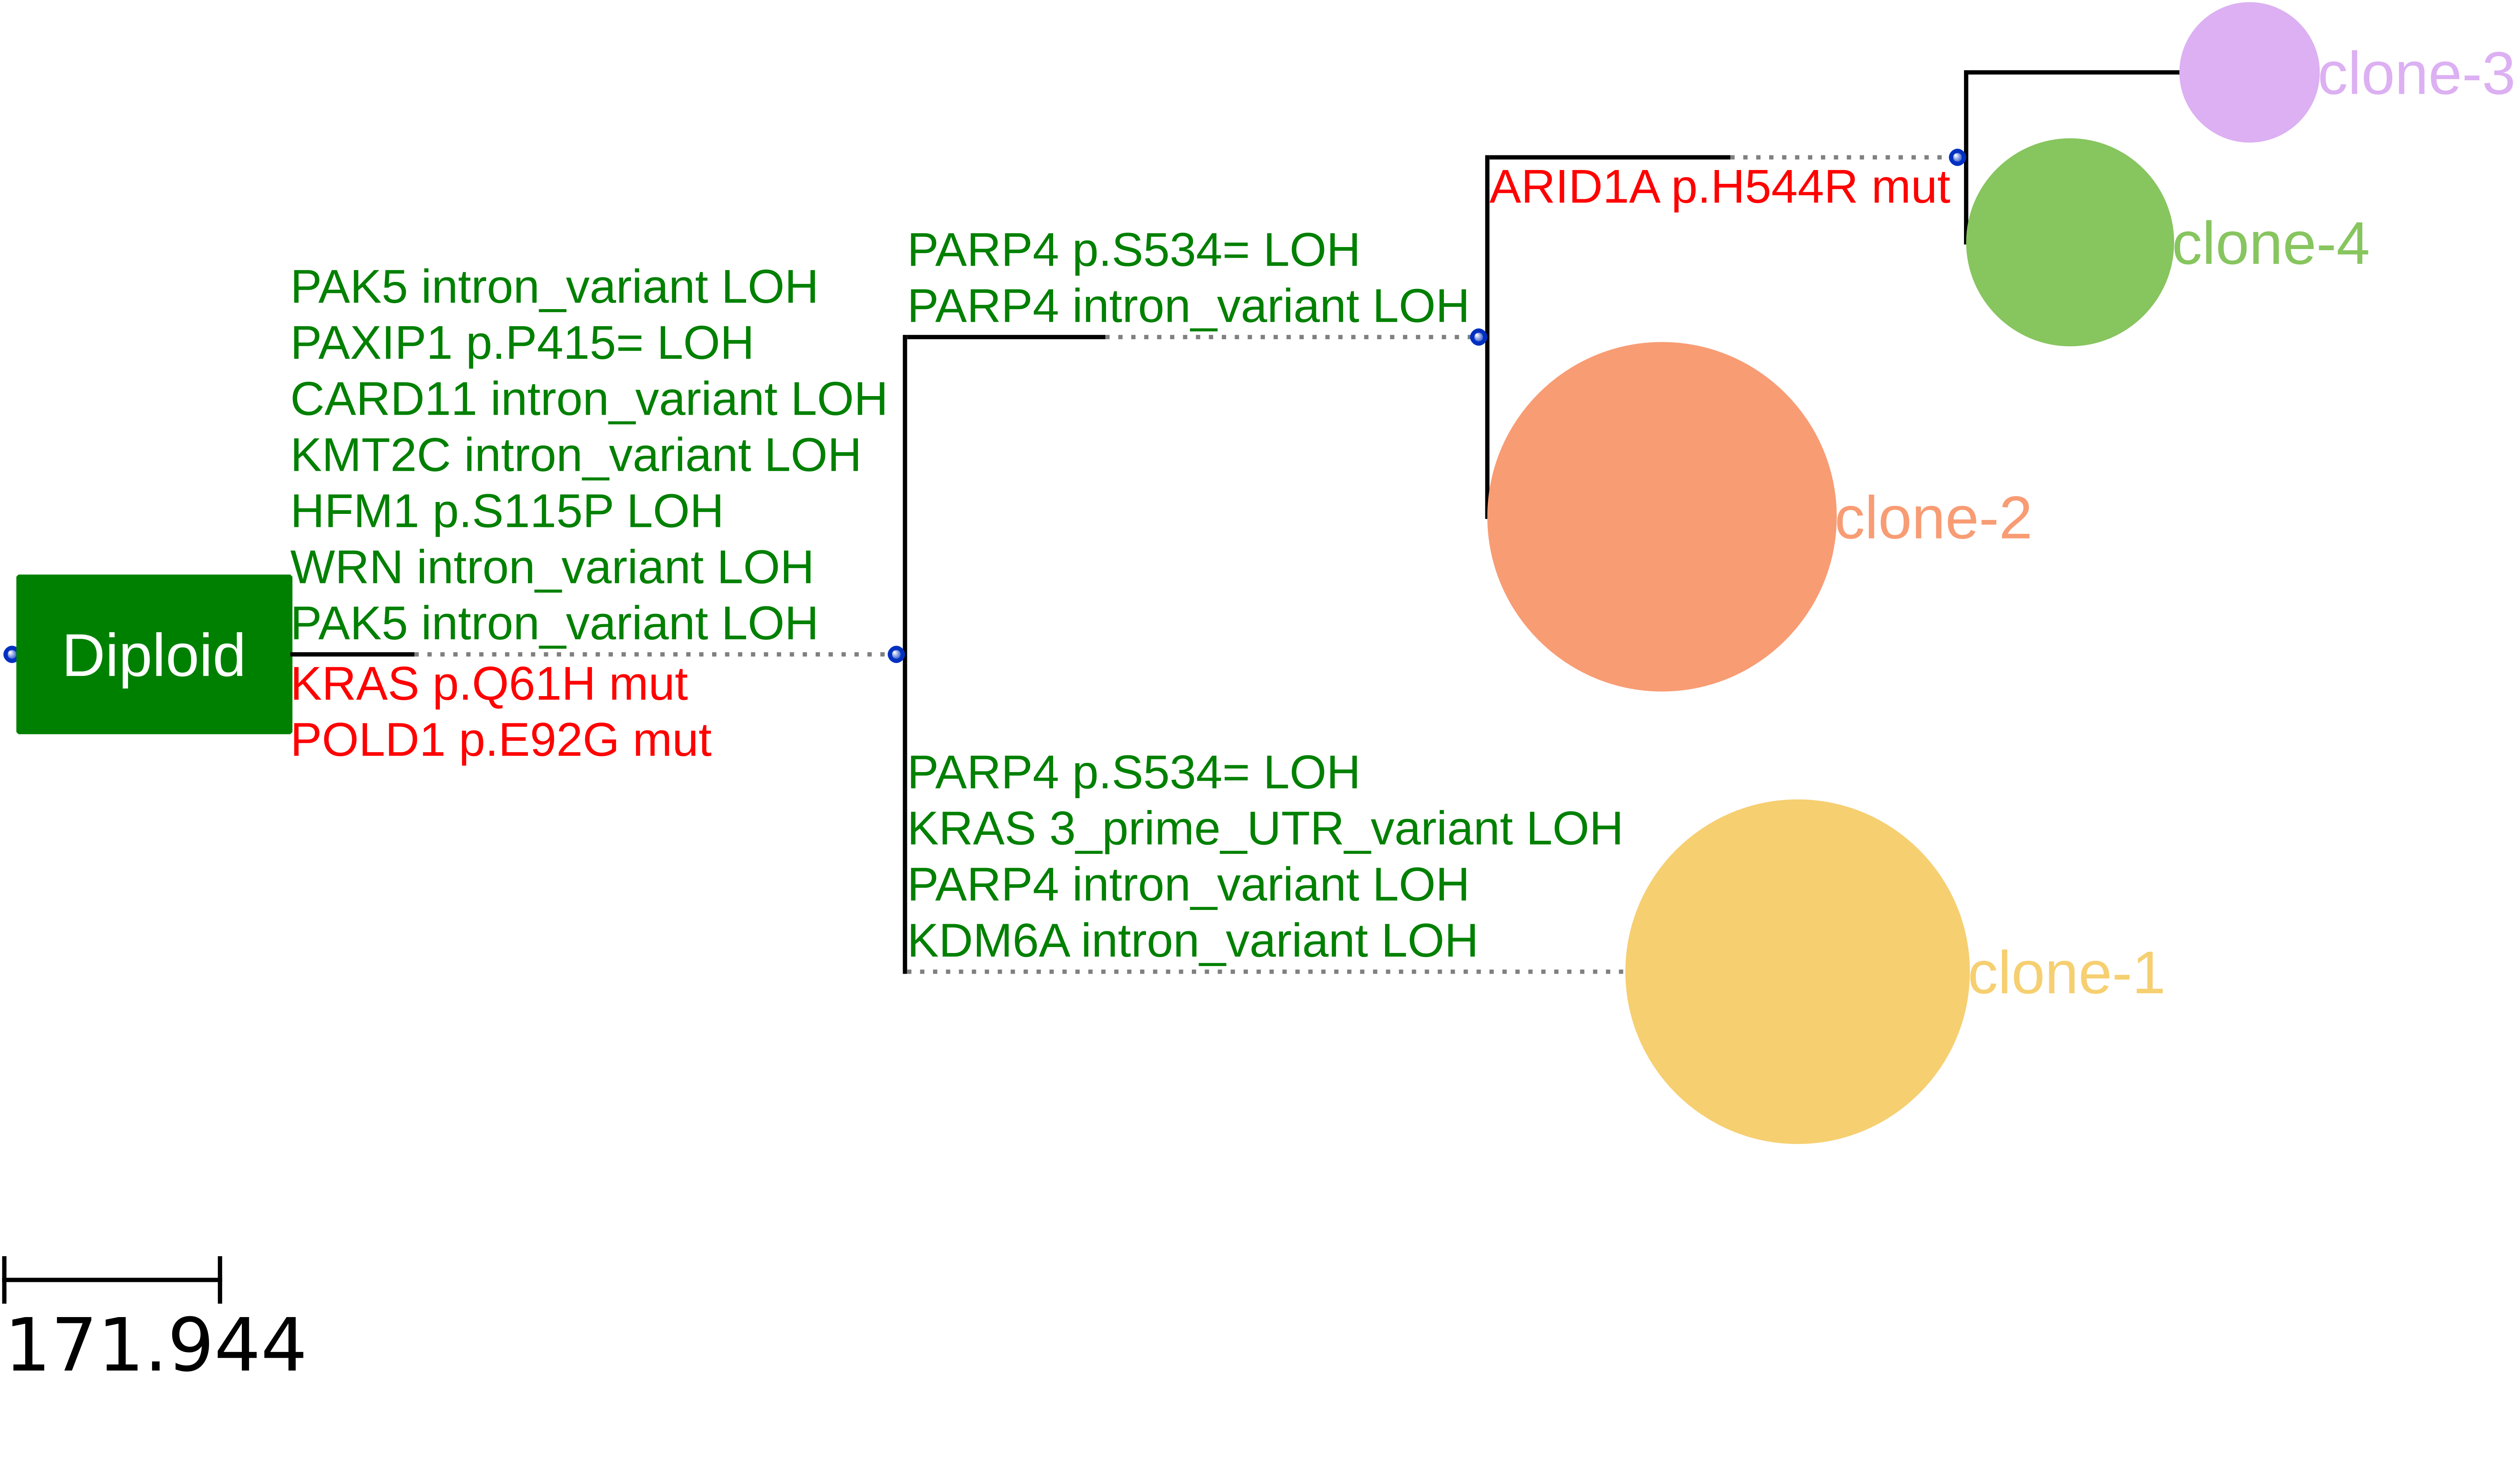 clone-3
ARID1A p.H544R mut
clone-4
PARP4 p.S534= LOH
PARP4 intron_variant LOH
clone-2
PAK5 intron_variant LOH
PAXIP1 p.P415= LOH
CARD11 intron_variant LOH
KMT2C intron_variant LOH
HFM1 p.S115P LOH
WRN intron_variant LOH
PAK5 intron_variant LOH
Diploid
KRAS p.Q61H mut
POLD1 p.E92G mut
PARP4 p.S534= LOH
KRAS 3_prime_UTR_variant LOH
PARP4 intron_variant LOH
KDM6A intron_variant LOH
clone-1
171.944